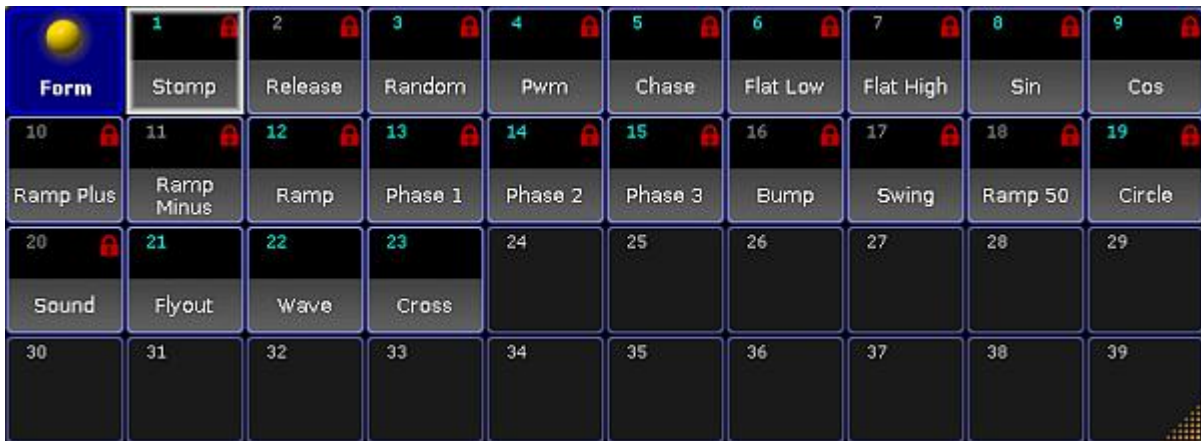 Form
1
Stomp
2
Release
3
Random
4
Pwm
5
Chase
6
Flat Low
7
Flat High
8
Sin
9
Cos
10
Ramp Plus
11
Ramp
Minus
12
Ramp
13
Phase 1
14
Phase 2
15
Phase 3
16
Bump
17
Swing
18
Ramp 50
19
Circle
20
Sound
21
Flyout
22
Wave
23
Cross
24
25
26
27
28
29
30
31
32
33
34
35
36
37
38
39